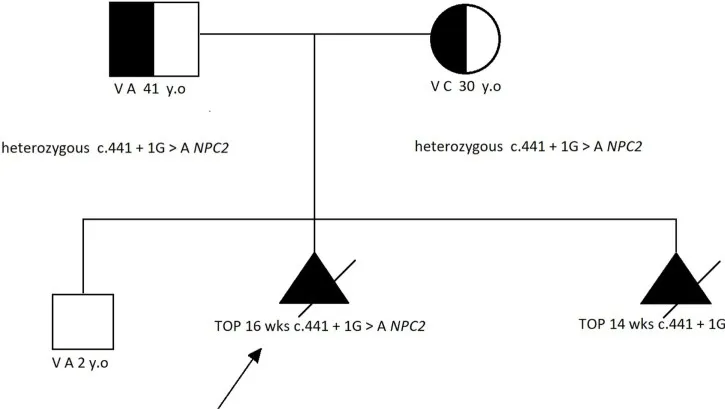 V A 41 y.o
V C 30 y.o
heterozygous c.441 + 1G > A NPC2
heterozygous c.441 + 1G > A NPC2
TOP 16 wks c.441 + 1G > A NPC2
TOP 14 wks c.441 + 1G
V A 2 y.o